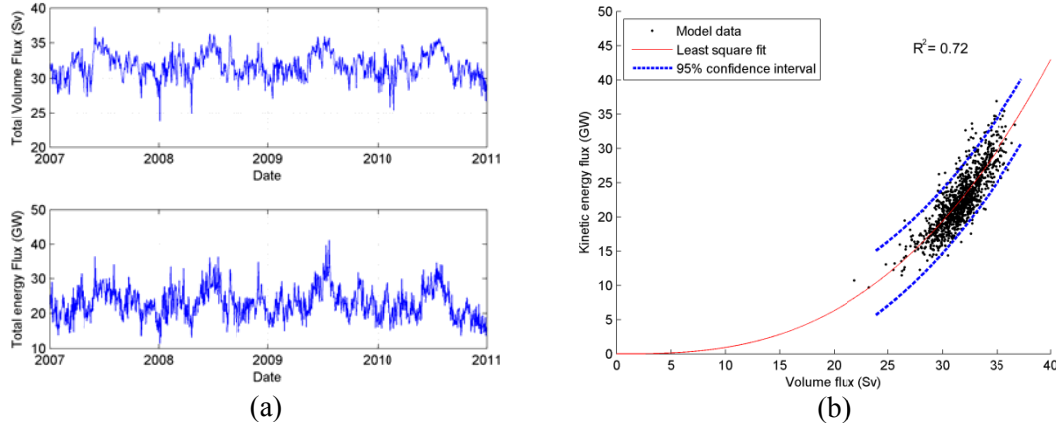 40
35
30
25
20
Total Volume Flux (Sv)
2007 2008 2009 2010 2011
Date
50
40
30
20
10
Total energy Flux (GW)
2007 2008 2009 2010 2011
Date
(a)
50
45
40
35
30
25
20
15
10
5
0
Kinetic energy flux (GW)
Model data
Least square fit
95% confidence interval
R2= 0.72
0 5 10 15 20 25 30 35 40
Volume flux (Sv)
(b)